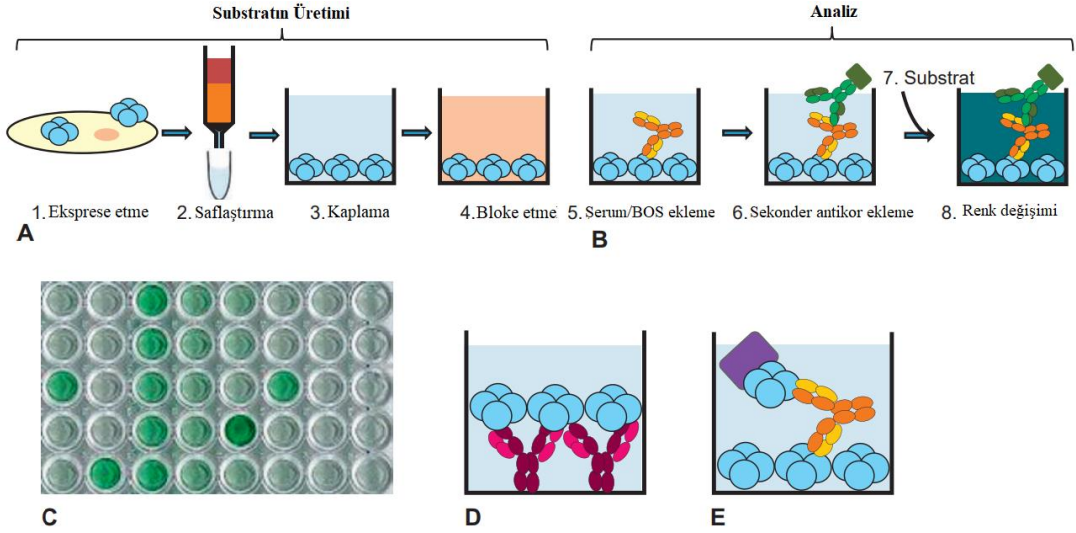 Substratın Üretimi
Analiz
7. Substrat
1. Eksprese etme
2. Saflaştırma
3. Kaplama
4. Bloke etme
5. Serum/BOS ekleme
6. Sekonder antikor ekleme
8. Renk değişimi
A
B
C
D
E